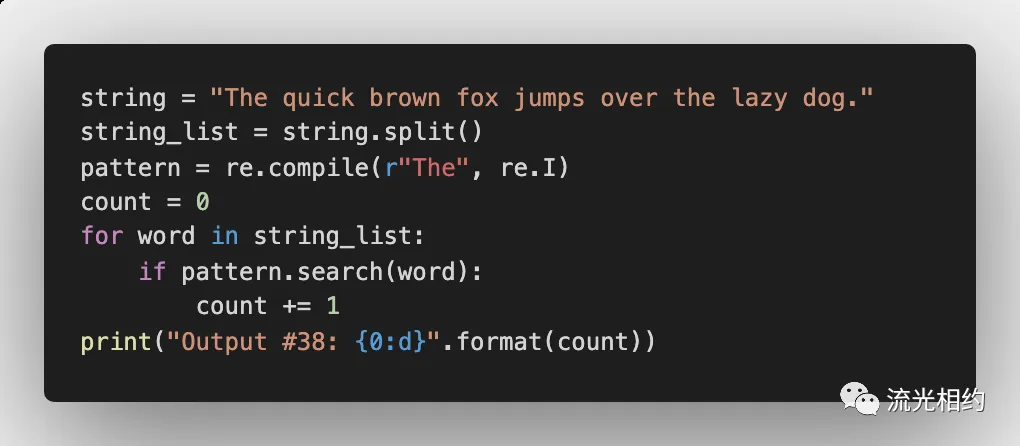 string = "The quick brown fox jumps over the lazy dog."
string_list = string.split()
pattern = re.compile(r"The", re.I)
count = 0
for word in string_list:
    if pattern.search(word):
        count += 1
print("Output #38: {0:d}".format(count))
流光相约